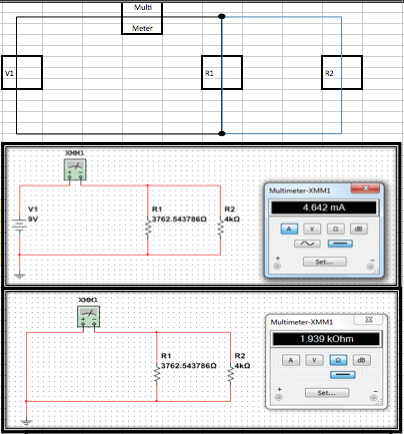 Multi
Meter
V1
R1
R2
XMM1
V1
9V
R1
3762.543786Ω
R2
4kΩ
Multimeter-XMM1
4.642 mA
A V Ω dB
Set...
+ -
XMM1
R1
3762.543786Ω
R2
4kΩ
Multimeter-XMM1
1.939 kOhm
A V Ω dB
Set...
+ -